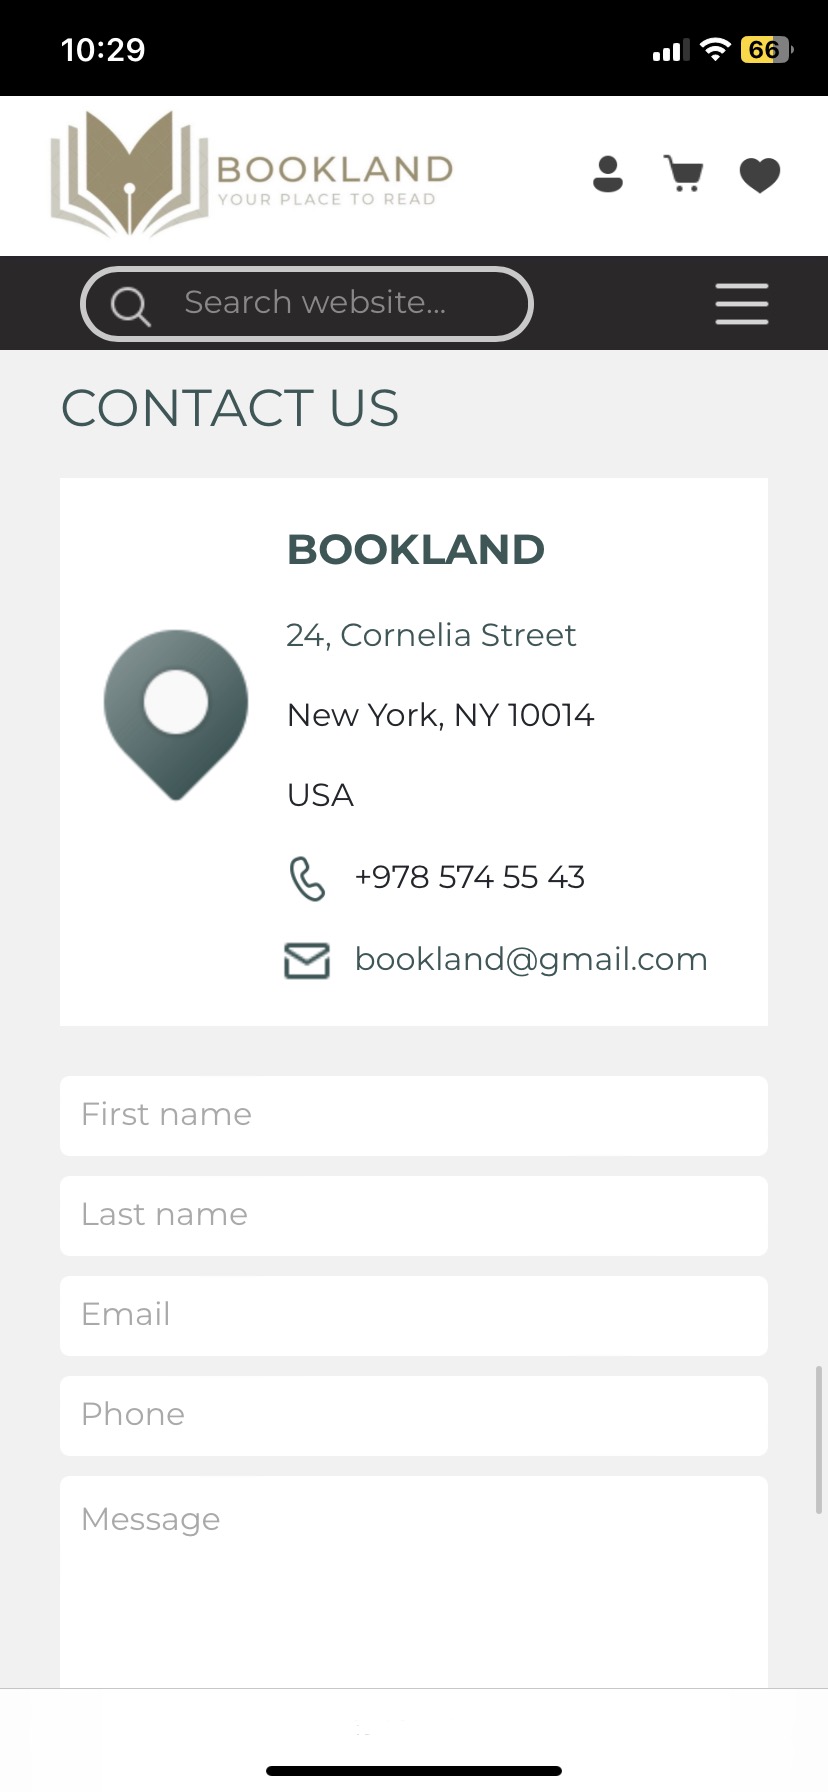 10:29
66
BOOKLAND
YOUR PLACE TO READ
Search website...
CONTACT US
BOOKLAND
24, Cornelia Street
New York, NY 10014
USA
+978 574 55 43
bookland@gmail.com
First name
Last name
Email
Phone
Message